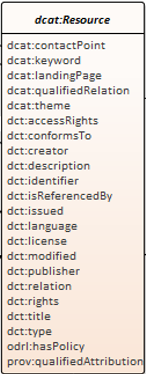 dcat:Resource
dcat:contactPoint
dcat:keyword
dcat:landingPage
dcat:qualifiedRelation
dcat:theme
dct:accessRights
dct:conformsTo
dct:creator
dct:description
dct:identifier
dct:isReferencedBy
dct:issued
dct:language
dct:license
dct:modified
dct:publisher
dct:relation
dct:rights
dct:title
dct:type
odrl:hasPolicy
prov:qualifiedAttribution